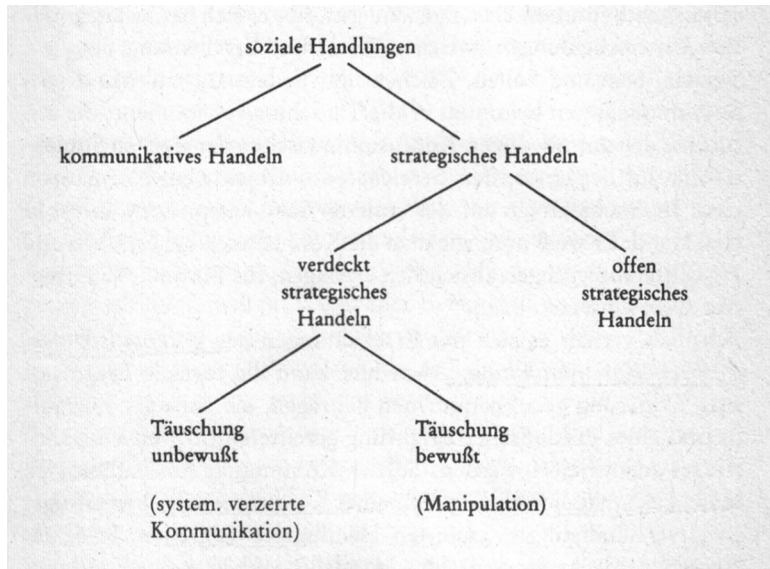 soziale Handlungen
kommunikatives Handeln
strategisches Handeln
verdeckt
strategisches
Handeln
offen
strategisches
Handeln
Täuschung
unbewußt
(system. verzerrte
Kommunikation)
Täuschung
bewußt
(Manipulation)